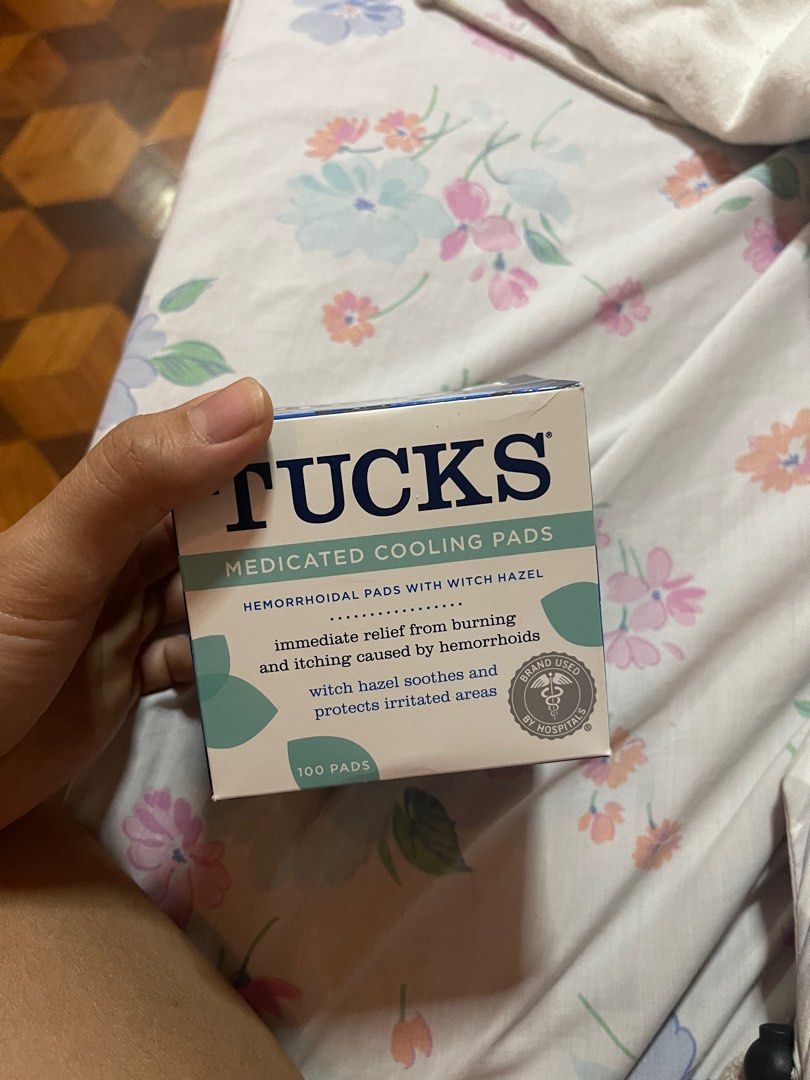 TUCKS®
MEDICATED COOLING PADS
HEMORRHOIDAL PADS WITH WITCH HAZEL
immediate relief from burning
and itching caused by hemorrhoids
witch hazel soothes and
protects irritated areas
BRAND USED
BY HOSPITALS
®
100 PADS